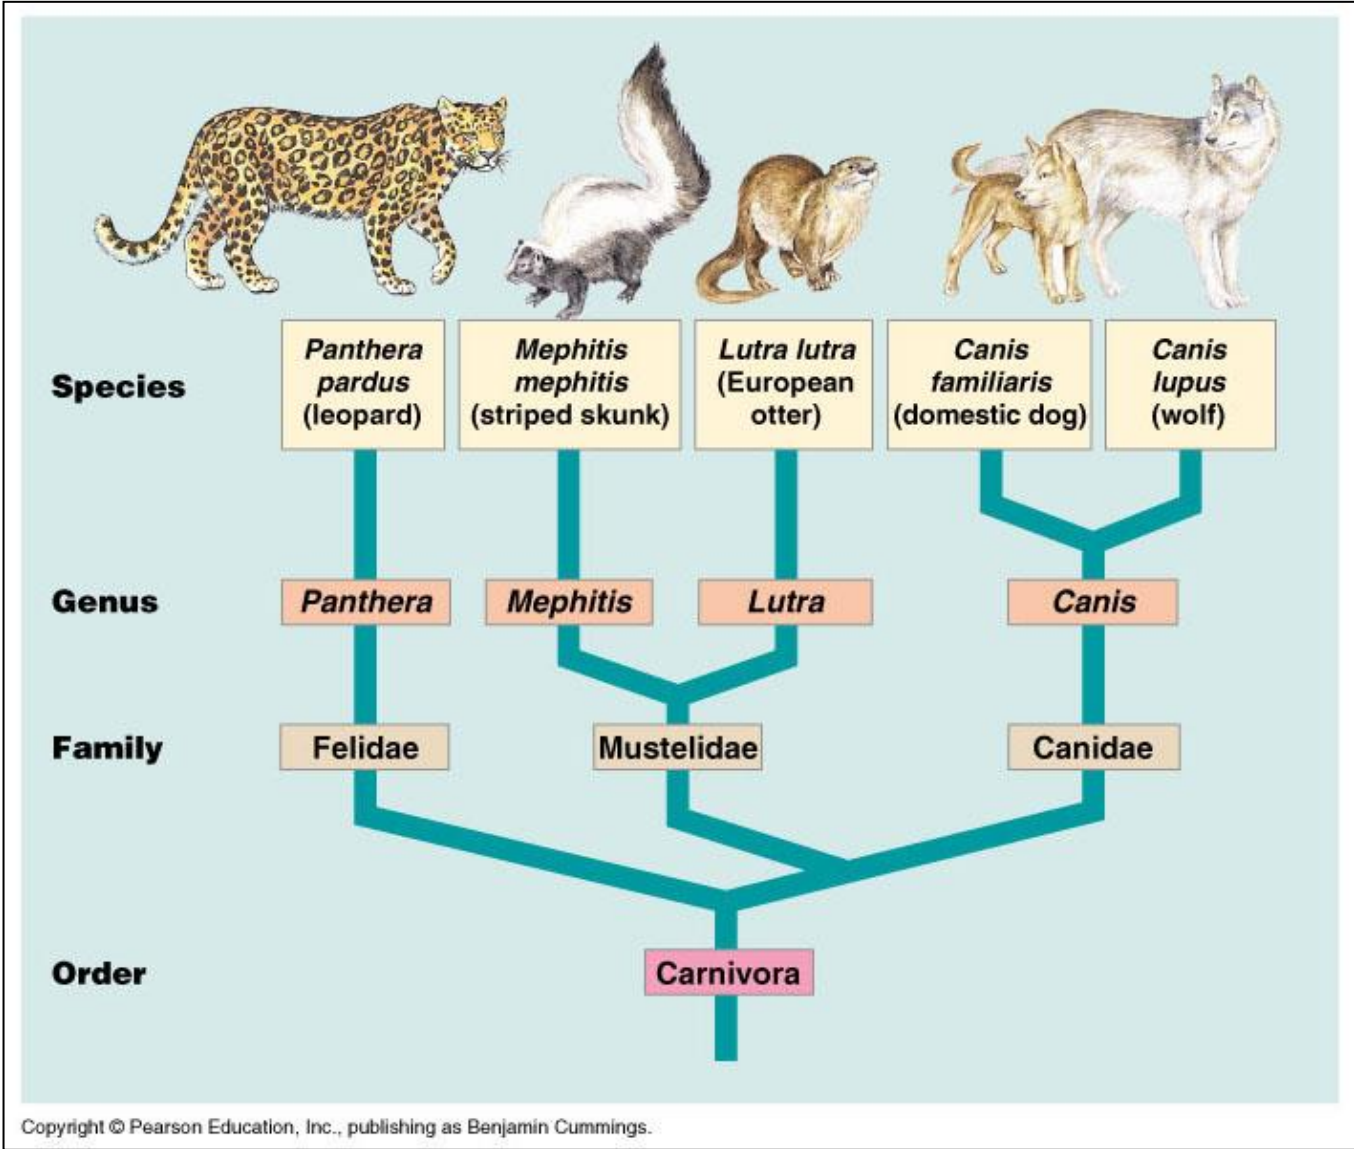 Species
Panthera
pardus
(leopard)
Mephitis
mephitis
(striped skunk)
Lutra lutra
(European
otter)
Canis
familiaris
(domestic dog)
Canis
lupus
(wolf)
Genus
Panthera
Mephitis
Lutra
Canis
Family
Felidae
Mustelidae
Canidae
Order
Carnivora
Copyright © Pearson Education, Inc., publishing as Benjamin Cummings.